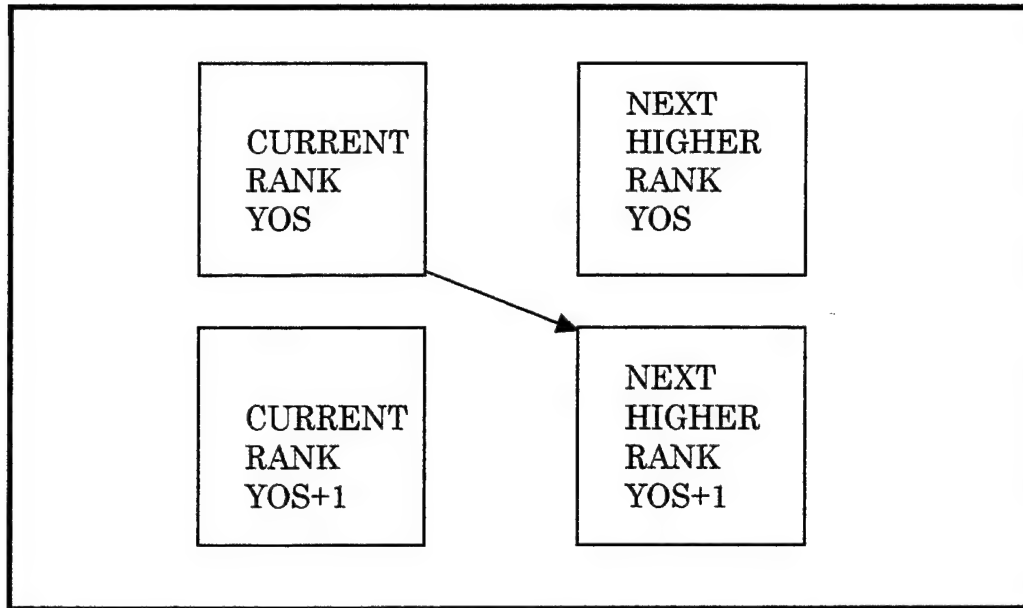 CURRENT
RANK
YOS
NEXT
HIGHER
RANK
YOS
CURRENT
RANK
YOS+1
NEXT
HIGHER
RANK
YOS+1